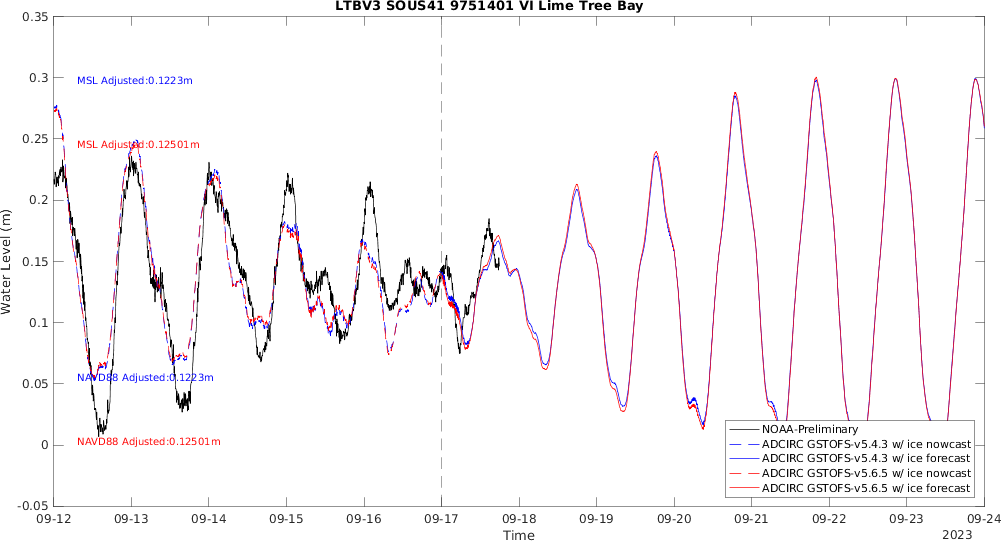 LTBV3 SOUS41 9751401 VI Lime Tree Bay
Water Level (m)
0.35
0.3
0.25
0.2
0.15
0.1
0.05
0
-0.05
MSL Adjusted:0.1223m
MSL Adjusted:0.12501m
NAVD88 Adjusted:0.1223m
NAVD88 Adjusted:0.12501m
NOAA-Preliminary
ADCIRC GSTOFS-v5.4.3 w/ ice nowcast
ADCIRC GSTOFS-v5.4.3 w/ ice forecast
ADCIRC GSTOFS-v5.6.5 w/ ice nowcast
ADCIRC GSTOFS-v5.6.5 w/ ice forecast
09-12 09-13 09-14 09-15 09-16 09-17 09-18 09-19 09-20 09-21 09-22 09-23 09-24
Time
2023